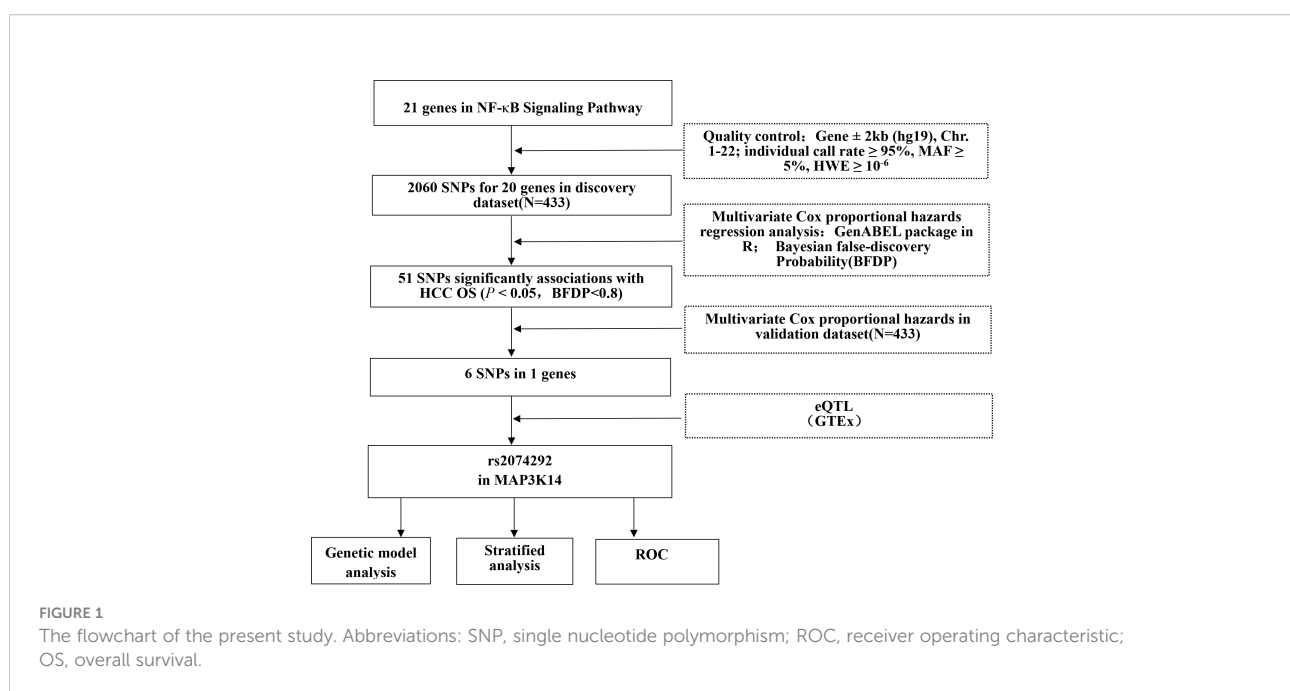 21 genes in NF-κB Signaling Pathway
Quality control：Gene ± 2kb (hg19), Chr.
1-22; individual call rate ≥ 95%, MAF ≥
5%, HWE ≥ 10⁻⁶
2060 SNPs for 20 genes in discovery
dataset(N=433)
Multivariate Cox proportional hazards
regression analysis：GenABEL package in
R； Bayesian false-discovery
Probability(BFDP)
51 SNPs significantly associations with
HCC OS (P < 0.05，BFDP<0.8)
Multivariate Cox proportional hazards in
validation dataset(N=433)
6 SNPs in 1 genes
eQTL
（GTEx）
rs2074292
in MAP3K14
Genetic model
analysis
Stratified
analysis
ROC
FIGURE 1
The flowchart of the present study. Abbreviations: SNP, single nucleotide polymorphism; ROC, receiver operating characteristic;
OS, overall survival.